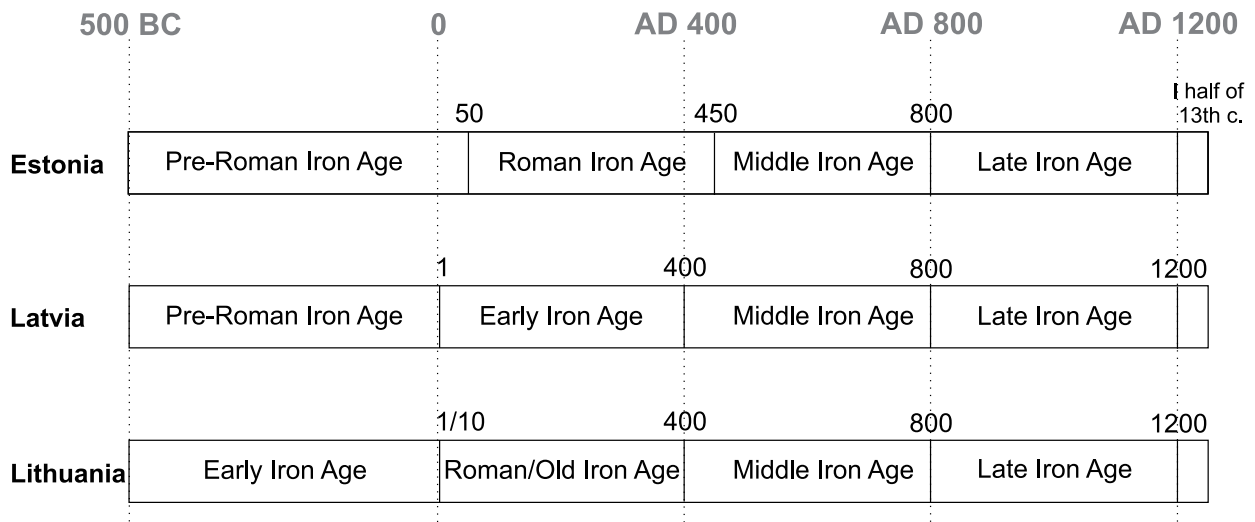 500 BC 0 AD 400 AD 800 AD 1200
I half of
50 450 800 13th c.
Estonia Pre-Roman Iron Age Roman Iron Age Middle Iron Age Late Iron Age
1 400 800 1200
Latvia Pre-Roman Iron Age Early Iron Age Middle Iron Age Late Iron Age
1/10 400 800 1200
Lithuania Early Iron Age Roman/Old Iron Age Middle Iron Age Late Iron Age